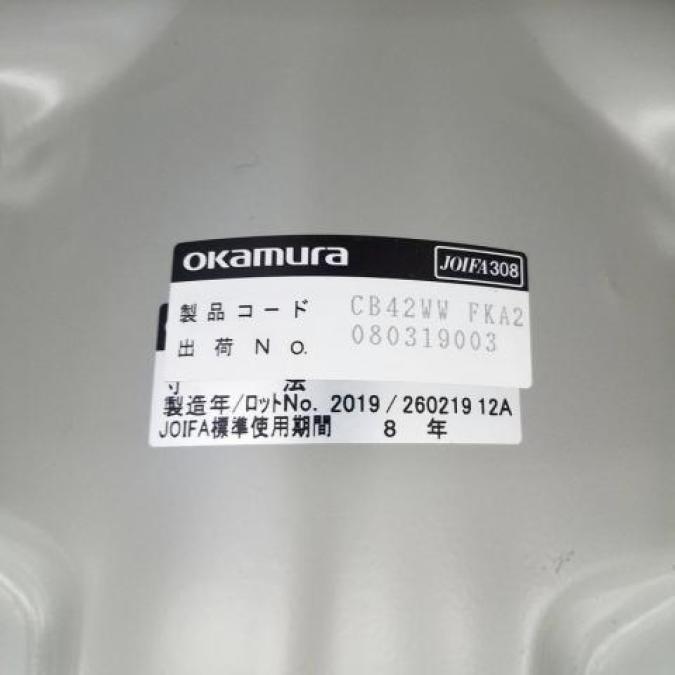 okamura
JOIFA308
製品コード CB42WW FKA2
出荷No. 080319003
寸 法
製造年/ロットNo. 2019 / 260219 12A
JOIFA標準使用期間 8 年